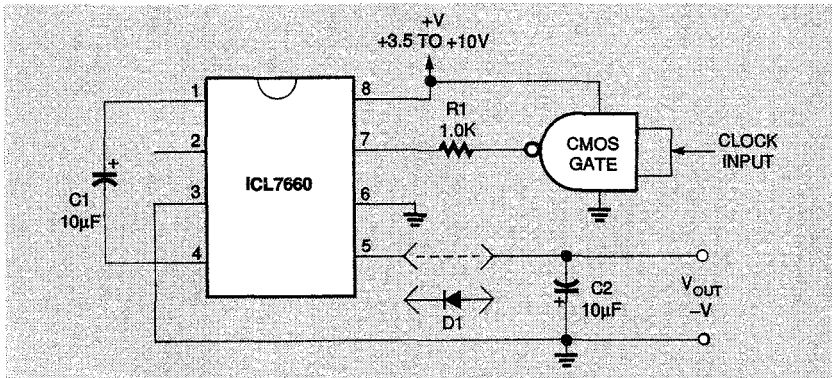 +V
+3.5 TO +10V
1
8
R1
1.0K
2
7
CMOS
GATE
CLOCK
INPUT
ICL7660
+
C1
10µF
3
6
4
5
D1
+
C2
10µF
VOUT
–V